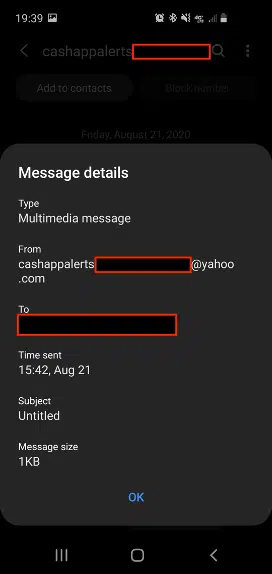 19:39
cashappalerts
Add to contacts
Block number
Friday, August 21, 2020
Message details
Type
Multimedia message
From
cashappalerts @yahoo
.com
To
Time sent
15:42, Aug 21
Subject
Untitled
Message size
1KB
OK